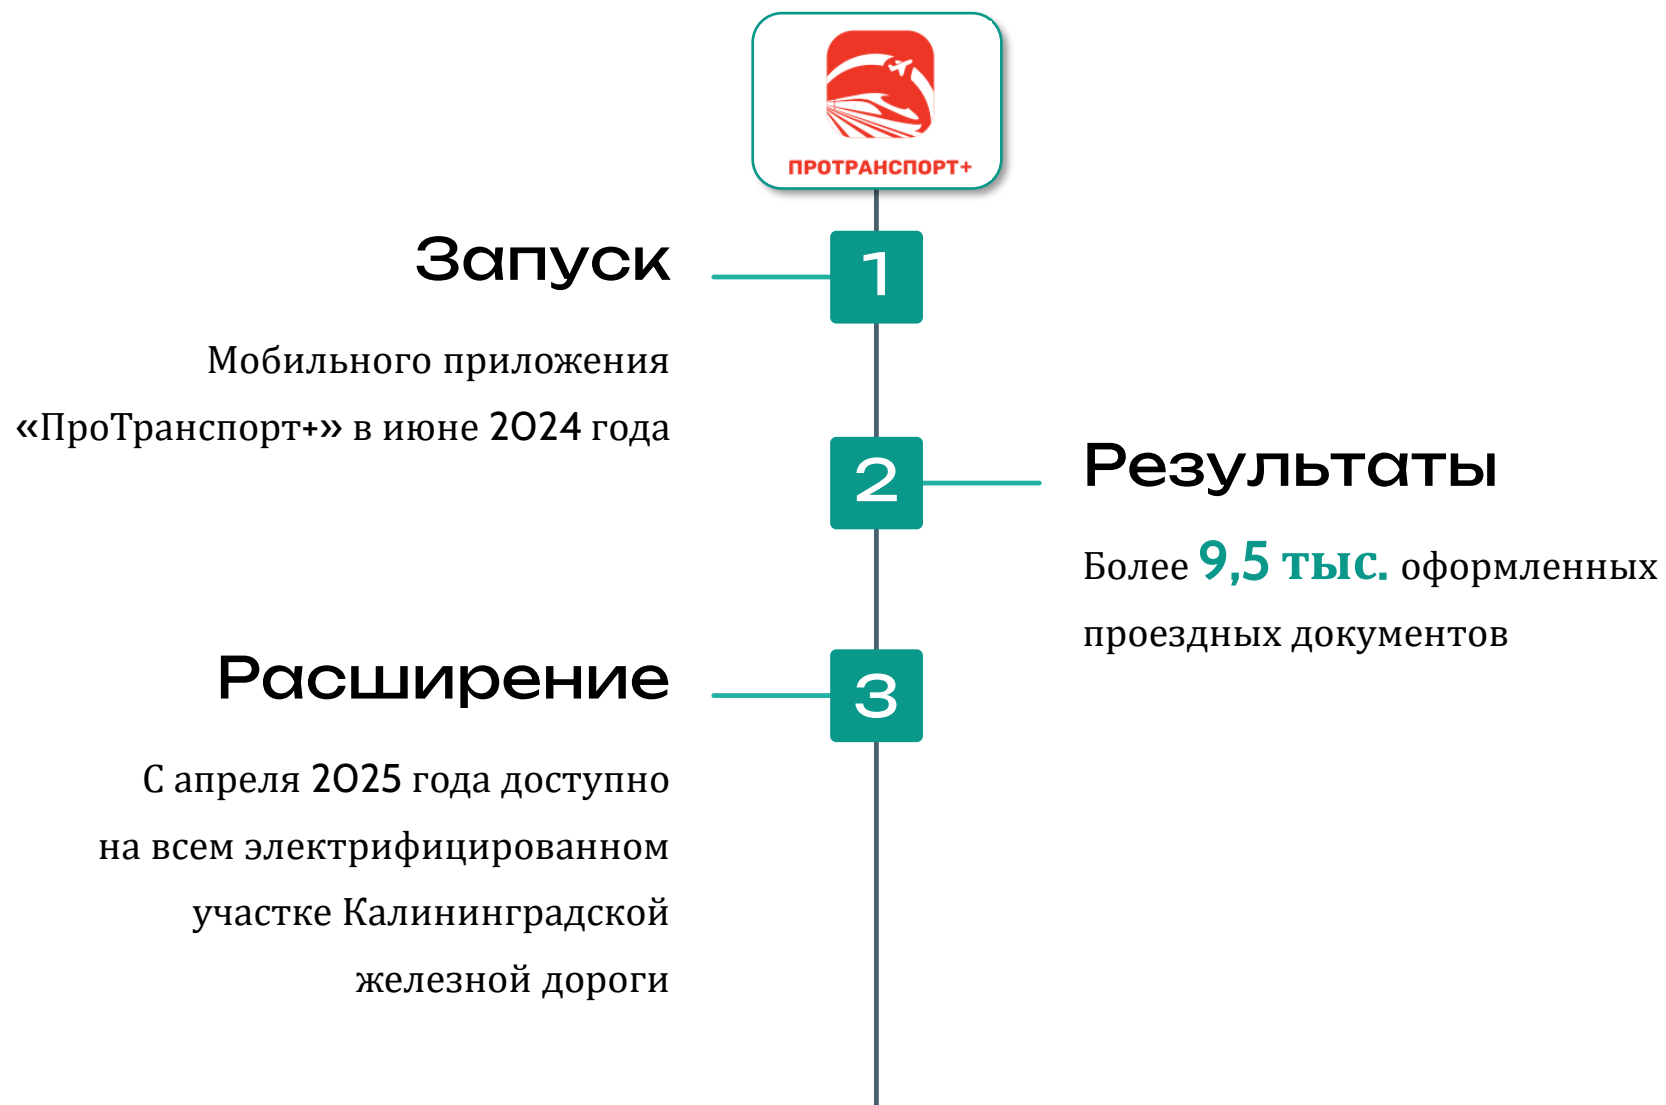 ПРОТРАНСПОРТ+
Запуск
1
Мобильного приложения
«ПроТранспорт+» в июне 2024 года
2
Результаты
Более 9,5 тыс. оформленных
проездных документов
Расширение
3
С апреля 2025 года доступно
на всем электрифицированном
участке Калининградской
железной дороги